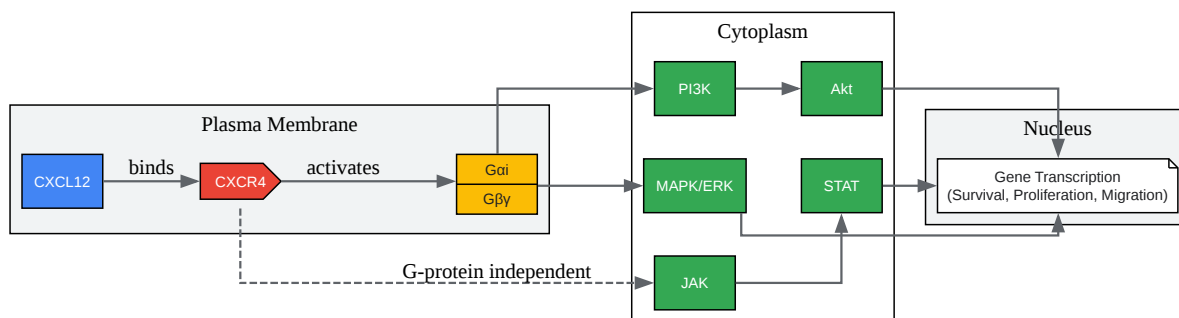 Cytoplasm
PI3K
Akt
Plasma Membrane
Nucleus
CXCL12
binds
CXCR4
activates
Gαi
Gβγ
MAPK/ERK
STAT
Gene Transcription
(Survival, Proliferation, Migration)
G-protein independent
JAK